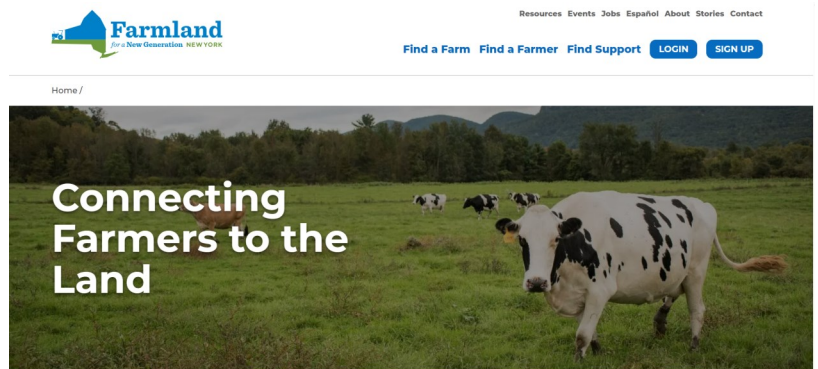 Resources Events Jobs Español About Stories Contact
Farmland
for a New Generation NEW YORK
Find a Farm Find a Farmer Find Support LOGIN SIGN UP
Home /
Connecting
Farmers to the
Land